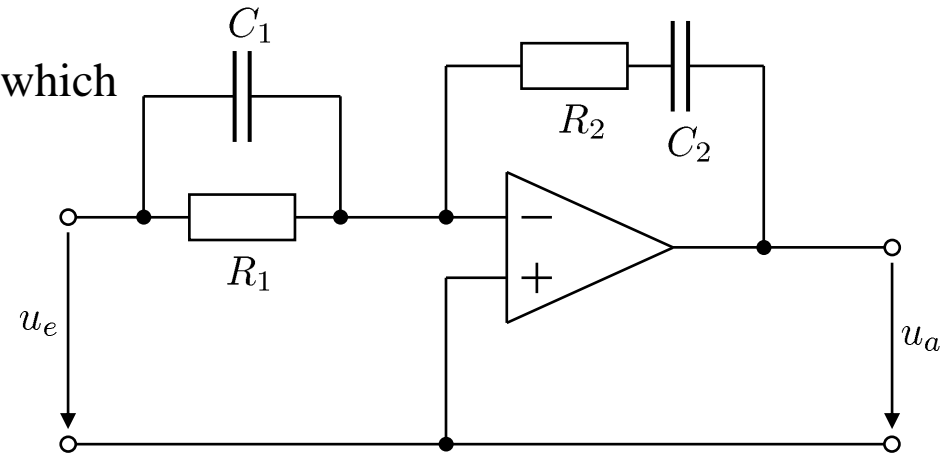 C₁
which
R₂
C₂
−
+
R₁
uₑ
uₐ